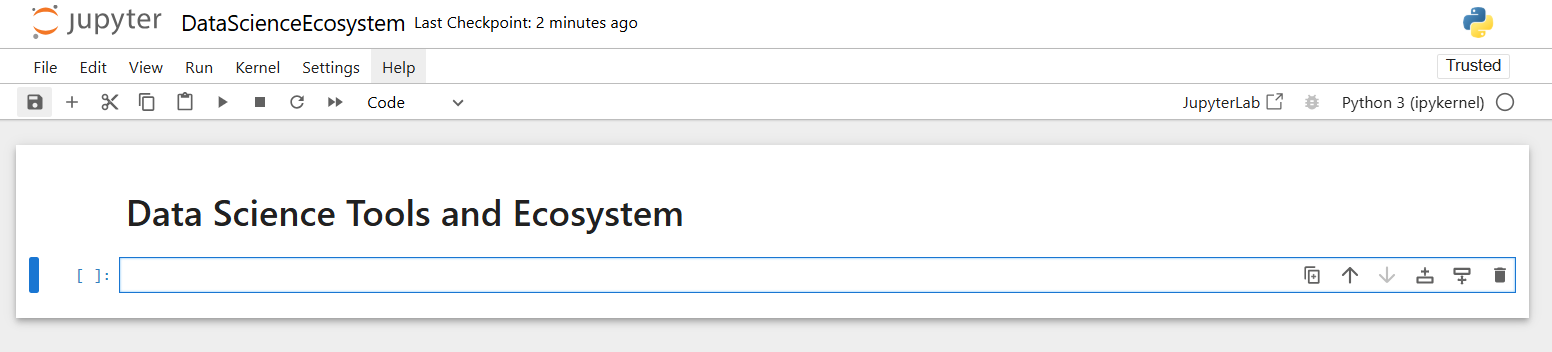 jupyter DataScienceEcosystem Last Checkpoint: 2 minutes ago
File Edit View Run Kernel Settings Help Trusted
Code JupyterLab Python 3 (ipykernel)
Data Science Tools and Ecosystem
[ ]: